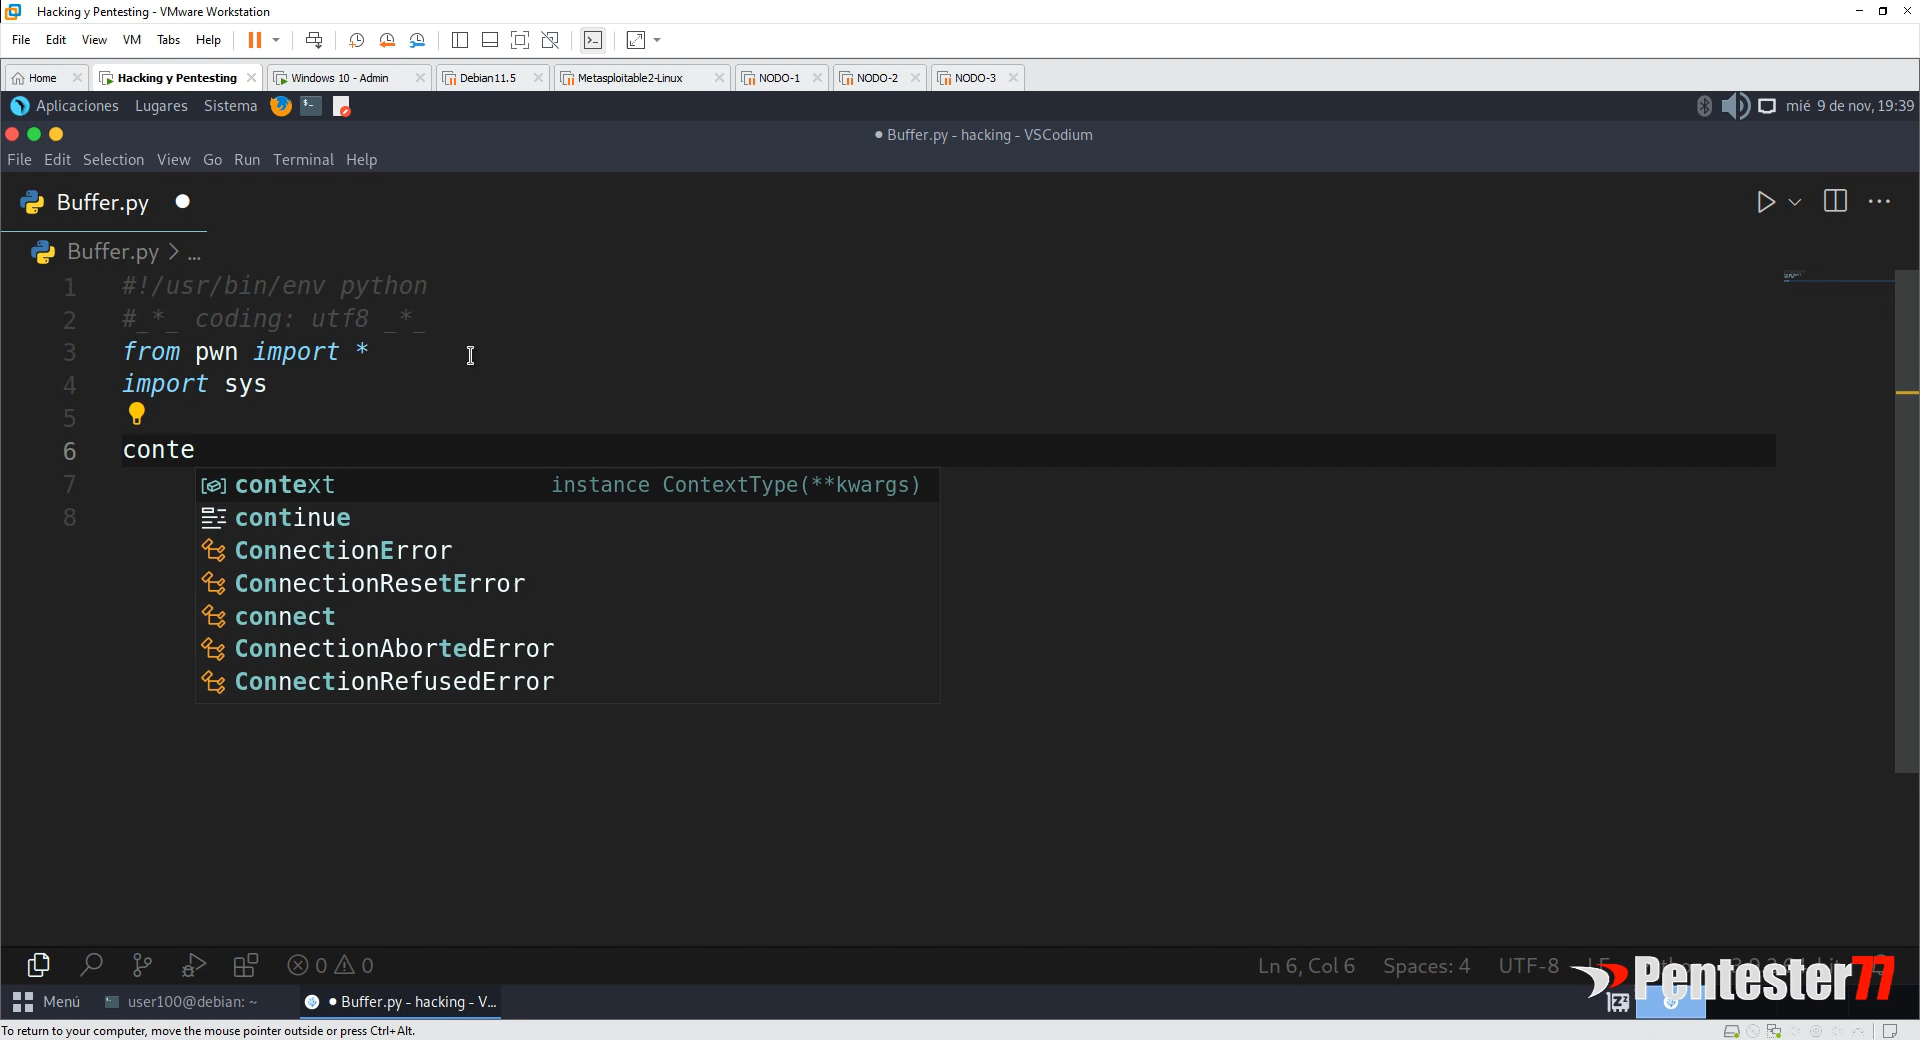 Hacking y Pentesting - VMware Workstation
File Edit View VM Tabs Help
Home Hacking y Pentesting Windows 10 - Admin Debian11.5 Metasploitable2-Linux NODO-1 NODO-2 NODO-3
Aplicaciones Lugares Sistema mié 9 de nov, 19:39
● Buffer.py - hacking - VSCodium
File Edit Selection View Go Run Terminal Help
Buffer.py ●
Buffer.py > ...
1 #!/usr/bin/env python
2 #_*_ coding: utf8 _*_
3 from pwn import *
4 import sys
5
6 conte
7 context instance ContextType(**kwargs)
8 continue
ConnectionError
ConnectionResetError
connect
ConnectionAbortedError
ConnectionRefusedError
0 0 Ln 6, Col 6 Spaces: 4 UTF-8
Pentester77
Menú user100@debian: ~ ● Buffer.py - hacking - V...
To return to your computer, move the mouse pointer outside or press Ctrl+Alt.